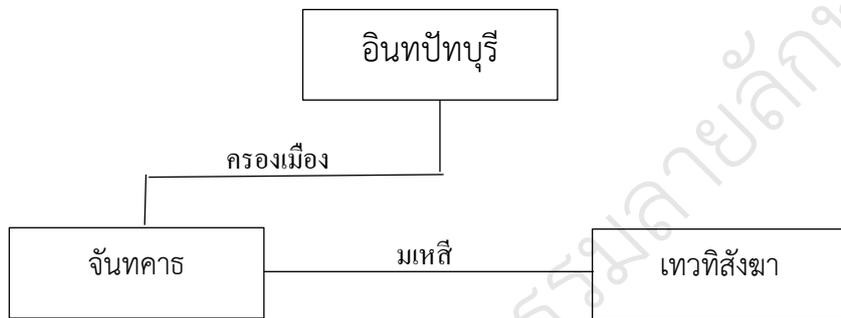 อินทปัทบุรี
ครองเมือง
จันทคาธ
มเหสี
เทวทิสังฆา